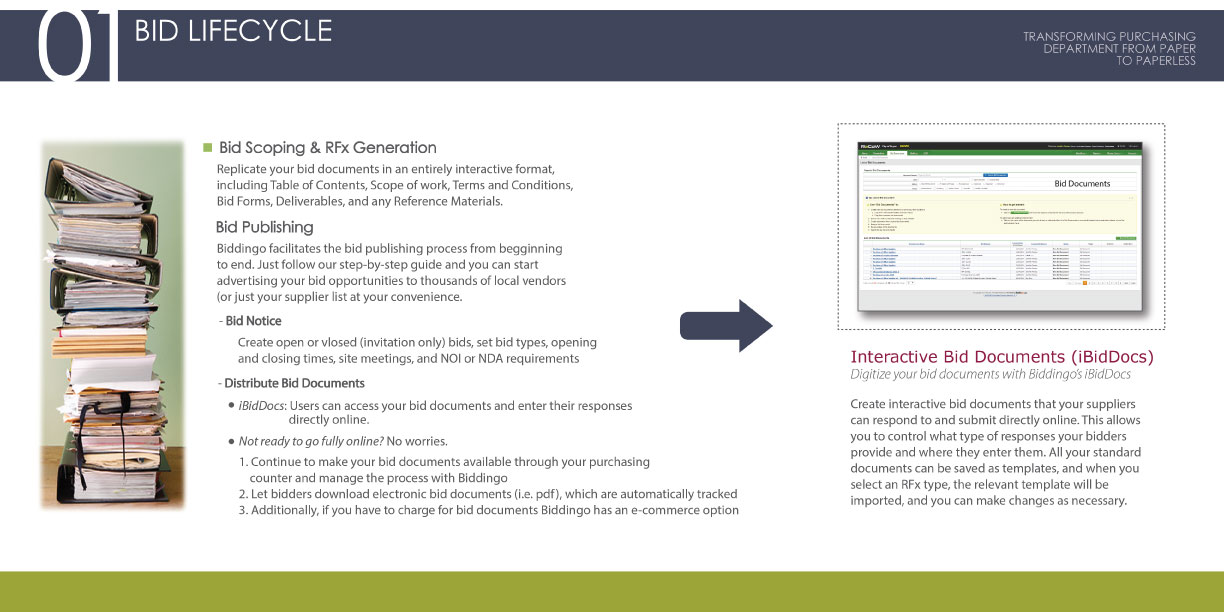 01 BID LIFECYCLE
TRANSFORMING PURCHASING
DEPARTMENT FROM PAPER
TO PAPERLESS
Bid Scoping & RFx Generation
Replicate your bid documents in an entirely interactive format,
including Table of Contents, Scope of work, Terms and Conditions,
Bid Forms, Deliverables, and any Reference Materials.
Bid Publishing
Biddingo facilitates the bid publishing process from begginning
to end. Just follow our step-by-step guide and you can start
advertising your bid opportunities to thousands of local vendors
(or just your supplier list at your convenience.
- Bid Notice
Create open or vlosed (invitation only) bids, set bid types, opening
and closing times, site meetings, and NOI or NDA requirements
- Distribute Bid Documents
• iBidDocs: Users can access your bid documents and enter their responses
directly online.
• Not ready to go fully online? No worries.
1. Continue to make your bid documents available through your purchasing
counter and manage the process with Biddingo
2. Let bidders download electronic bid documents (i.e. pdf), which are automatically tracked
3. Additionally, if you have to charge for bid documents Biddingo has an e-commerce option
Bid Documents
Interactive Bid Documents (iBidDocs)
Digitize your bid documents with Biddingo's iBidDocs
Create interactive bid documents that your suppliers
can respond to and submit directly online. This allows
you to control what type of responses your bidders
provide and where they enter them. All your standard
documents can be saved as templates, and when you
select an RFx type, the relevant template will be
imported, and you can make changes as necessary.